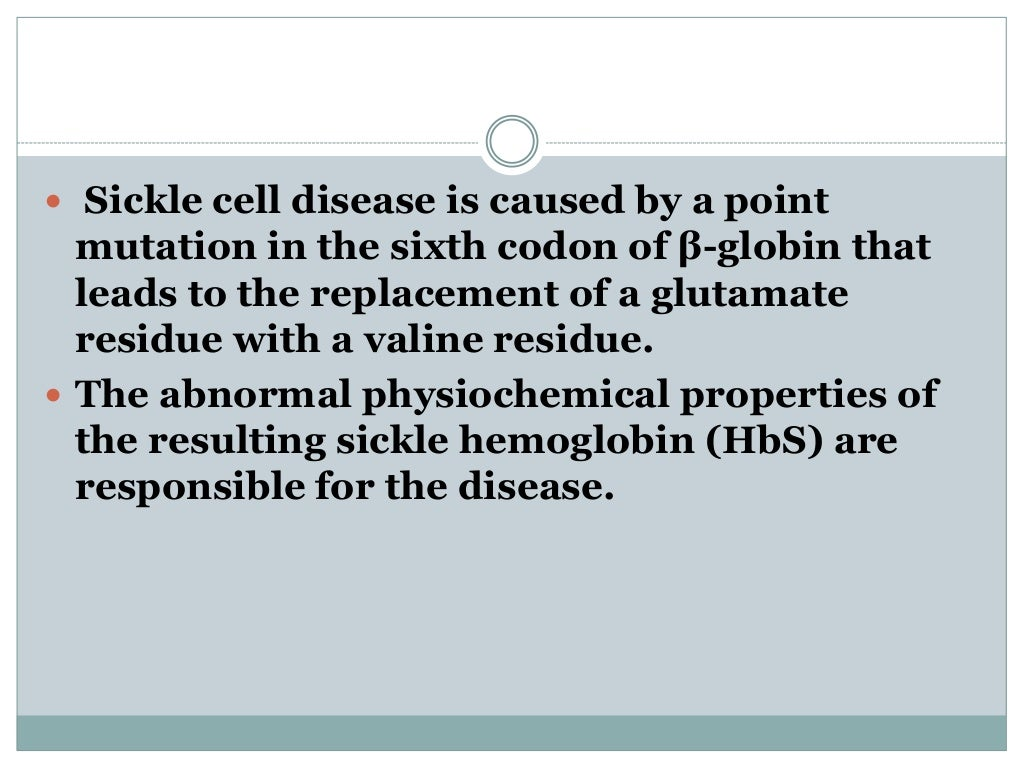 • Sickle cell disease is caused by a point
mutation in the sixth codon of β-globin that
leads to the replacement of a glutamate
residue with a valine residue.
• The abnormal physiochemical properties of
the resulting sickle hemoglobin (HbS) are
responsible for the disease.